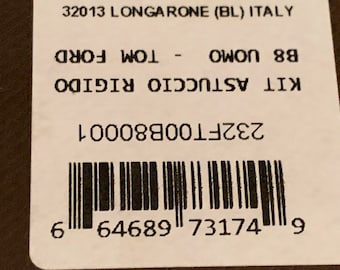 32013 LONGARONE (BL) ITALY
B8 UOMO - TOM FORD
KIT ASTUCCIO RIGIDO
232FT00B80001
6 64689 73174 9